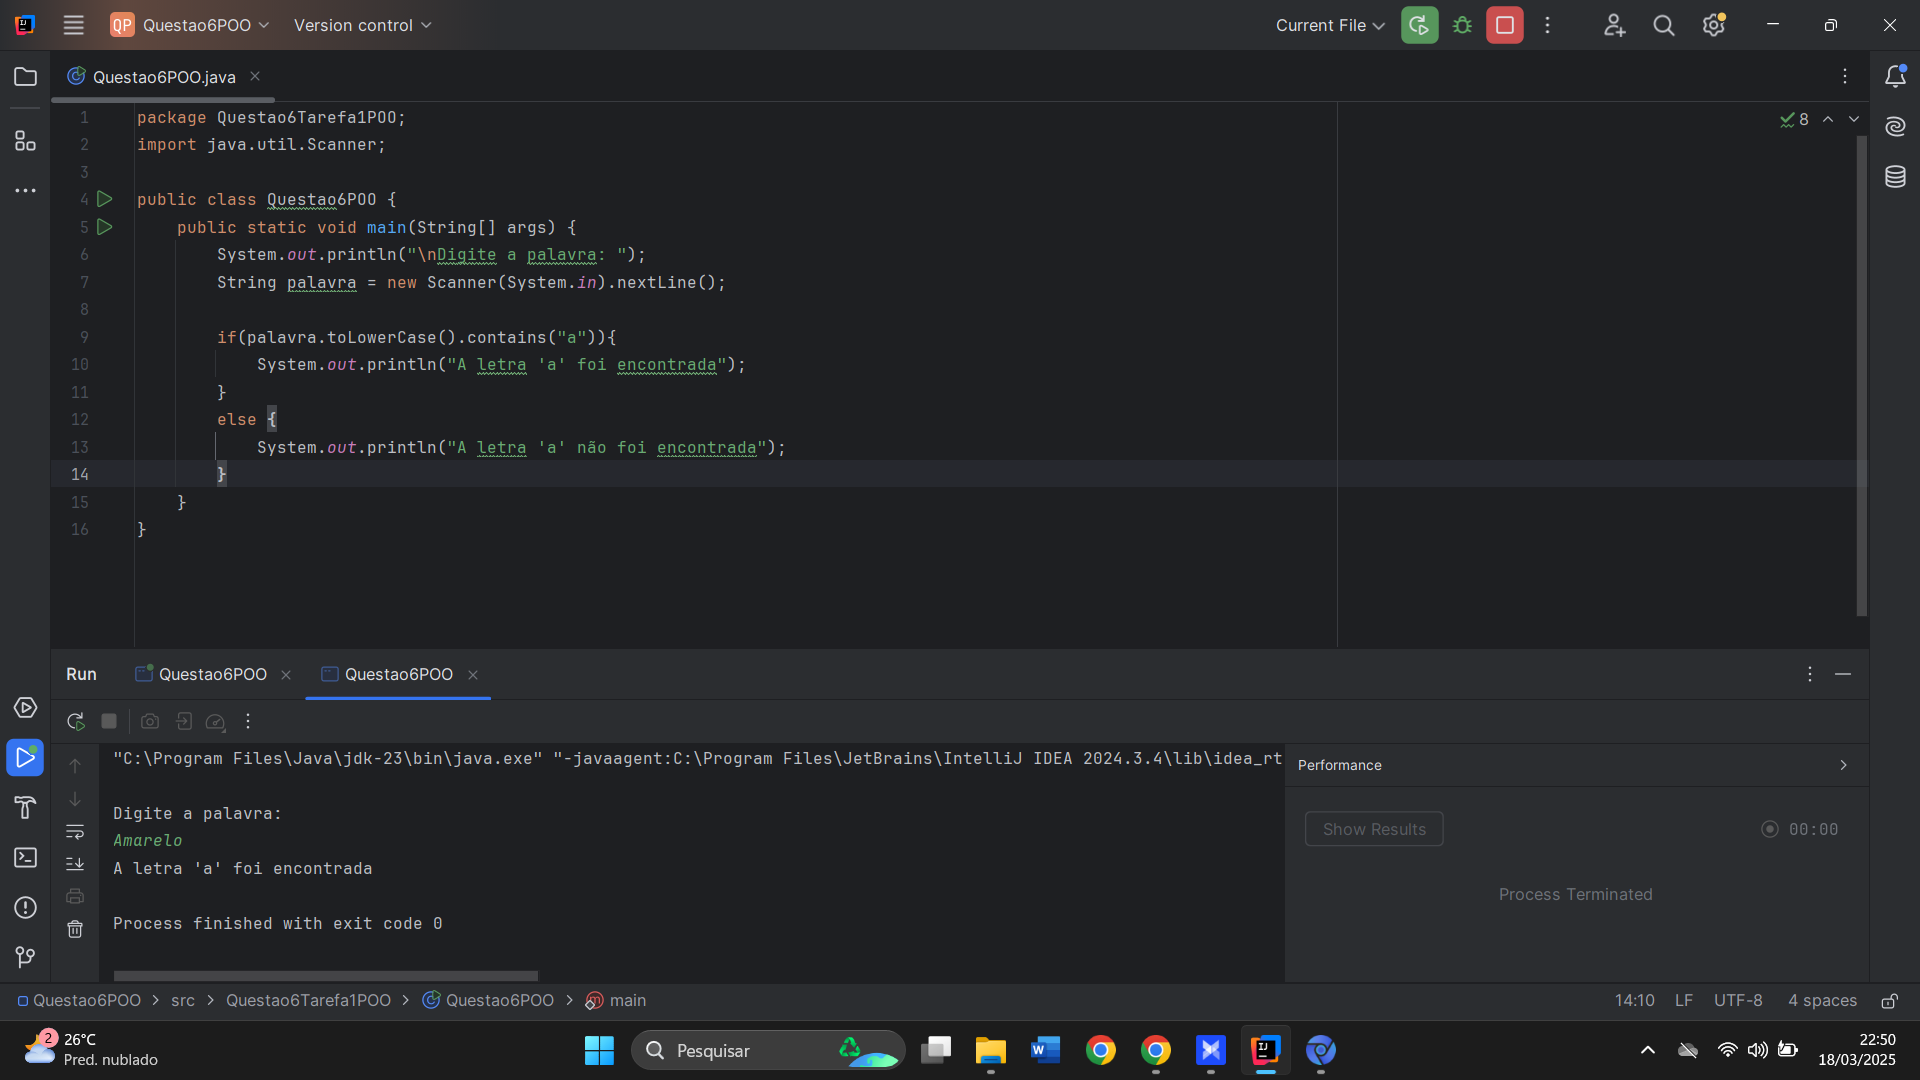 QP Questao6POO Version control Current File
Questao6POO.java
8
1 package Questao6Tarefa1POO;
2 import java.util.Scanner;
3
4 public class Questao6POO {
5 public static void main(String[] args) {
6 System.out.println("\nDigite a palavra: ");
7 String palavra = new Scanner(System.in).nextLine();
8
9 if(palavra.toLowerCase().contains("a")){
10 System.out.println("A letra 'a' foi encontrada");
11 }
12 else {
13 System.out.println("A letra 'a' não foi encontrada");
14 }
15 }
16 }
Run Questao6POO Questao6POO
"C:\Program Files\Java\jdk-23\bin\java.exe" "-javaagent:C:\Program Files\JetBrains\IntelliJ IDEA 2024.3.4\lib\idea_rt
Performance
Digite a palavra:
Show Results 00:00
Amarelo
A letra 'a' foi encontrada
Process Terminated
Process finished with exit code 0
Questao6POO > src > Questao6Tarefa1POO > Questao6POO > main 14:10 LF UTF-8 4 spaces
2 26°C
Pred. nublado
Pesquisar
22:50
18/03/2025